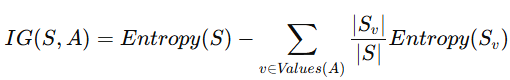 IG(S, A) = Entropy(S) − ∑_{v∈Values(A)} |S_v|/|S| Entropy(S_v)